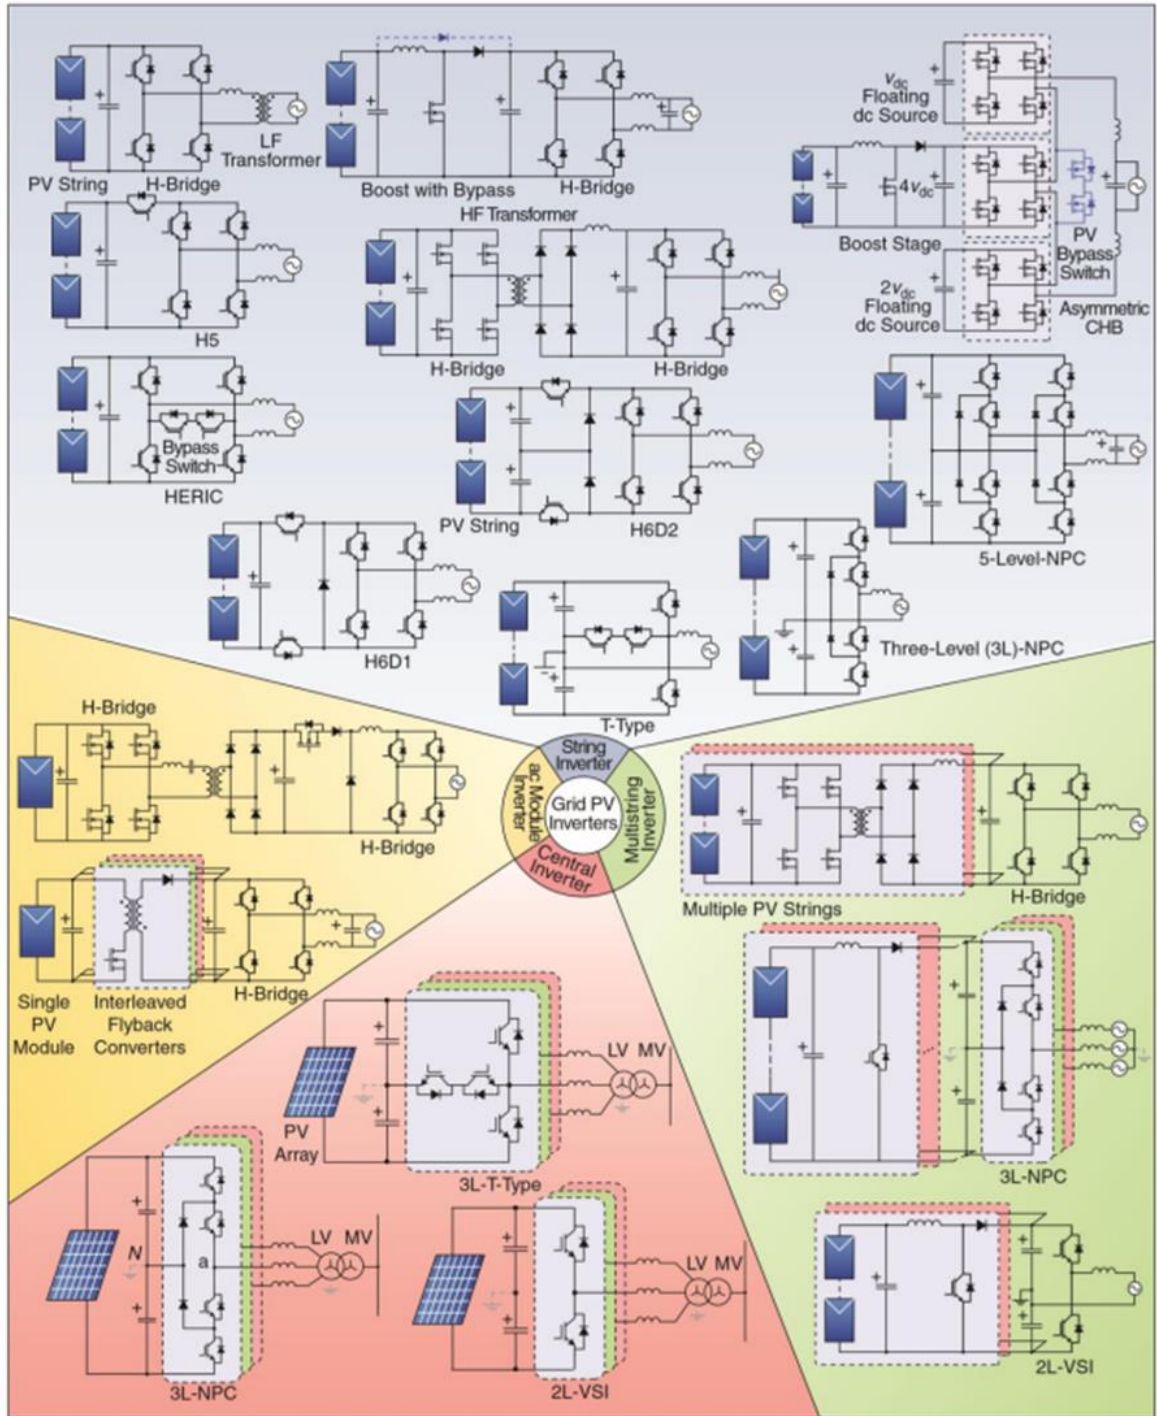 LF
Transformer
PV String
H-Bridge
Boost with Bypass
H-Bridge
vdc
Floating
dc Source
4vdc
Boost Stage
PV
Bypass
Switch
2vdc
Floating
dc Source
Asymmetric
CHB
H5
HF Transformer
H-Bridge
H-Bridge
Bypass
Switch
HERIC
PV String
H6D2
5-Level-NPC
H6D1
T-Type
Three-Level (3L)-NPC
String
Inverter
ac Module
Inverter
Grid PV
Inverters
Multistring
Inverter
Central
Inverter
H-Bridge
H-Bridge
Single
PV
Module
Interleaved
Flyback
Converters
H-Bridge
Multiple PV Strings
H-Bridge
3L-NPC
2L-VSI
PV
Array
3L-T-Type
LV MV
N
a
3L-NPC
LV MV
2L-VSI
LV MV